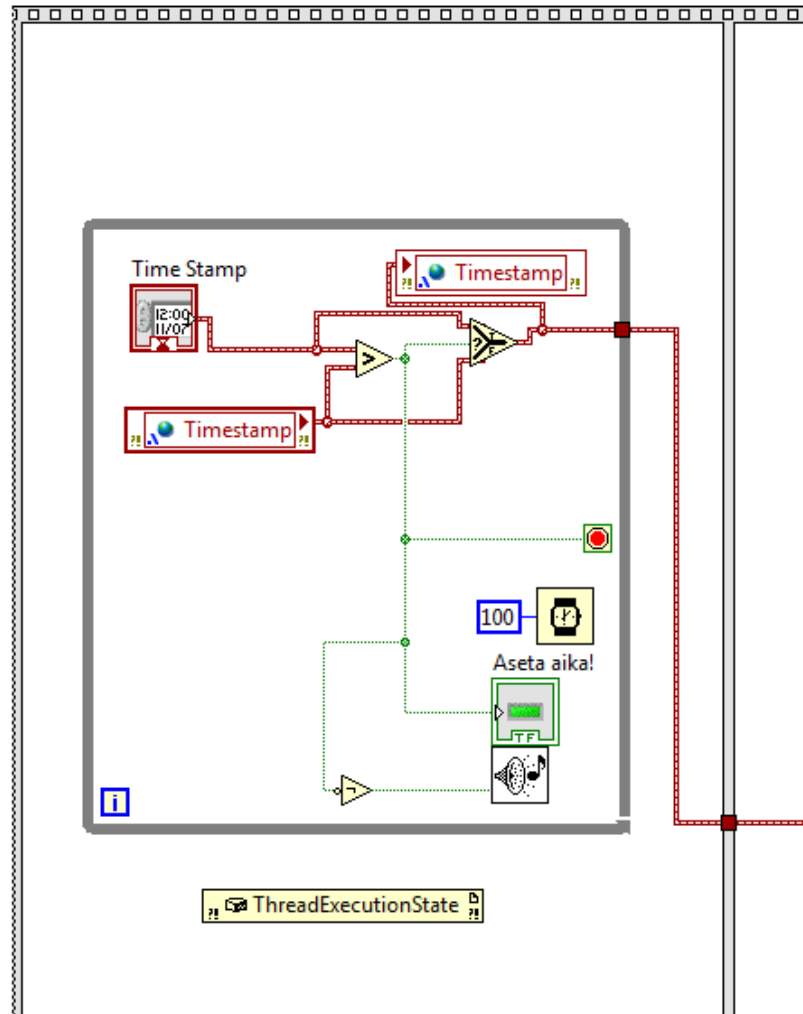 Time Stamp
Timestamp
12:00
11/07
?
>
T
F
Timestamp
100
Aseta aika!
TF
i
ThreadExecutionState